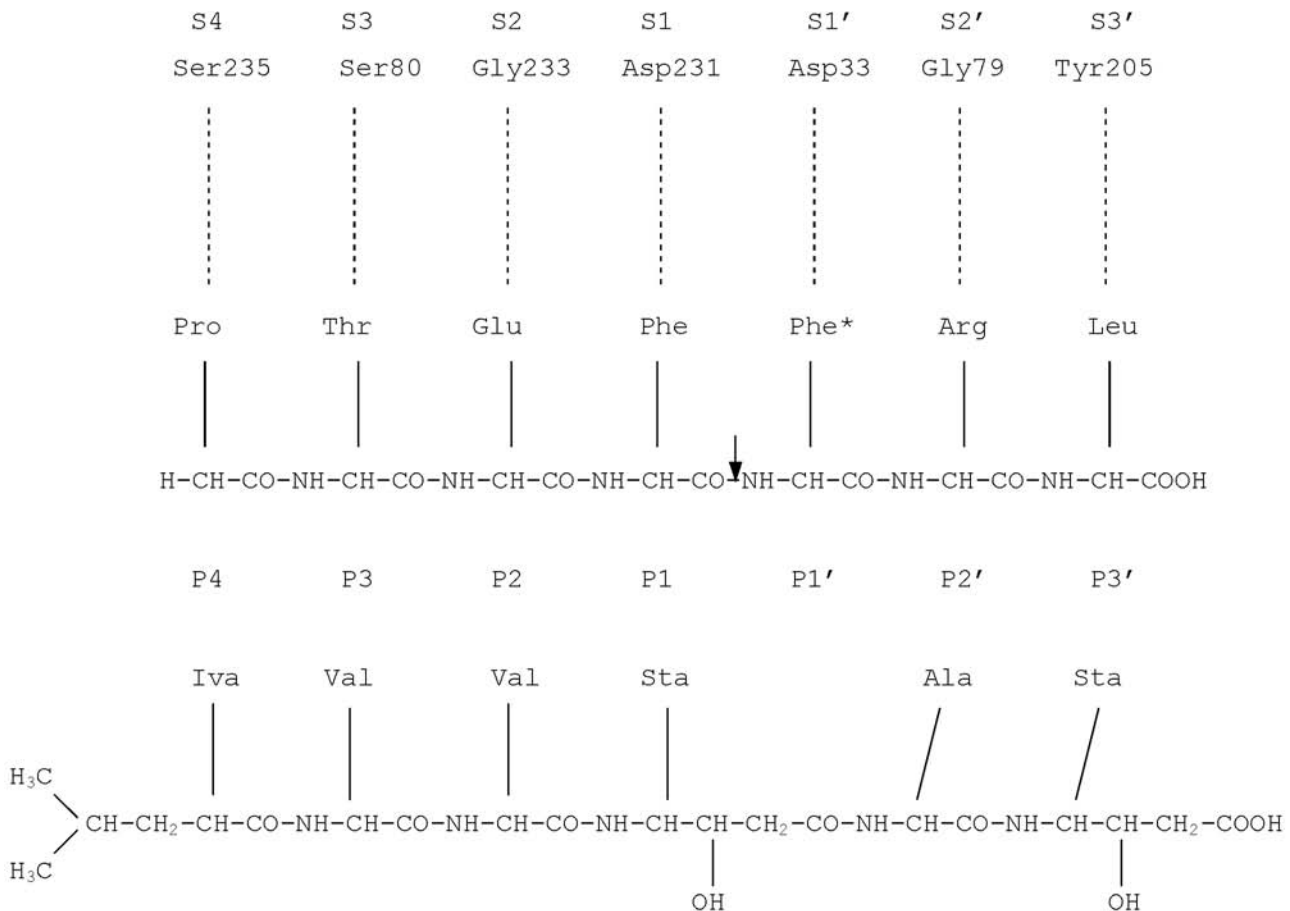 S4 S3 S2 S1 S1' S2' S3'
Ser235 Ser80 Gly233 Asp231 Asp33 Gly79 Tyr205
Pro Thr Glu Phe Phe* Arg Leu
H-CH-CO-NH-CH-CO-NH-CH-CO-NH-CH-CO-NH-CH-CO-NH-CH-CO-NH-CH-COOH
P4 P3 P2 P1 P1' P2' P3'
Iva Val Val Sta Ala Sta
H₃C
CH-CH₂-CH-CO-NH-CH-CO-NH-CH-CO-NH-CH-CH-CH₂-CO-NH-CH-CO-NH-CH-CH-CH₂-COOH
H₃C
OH OH